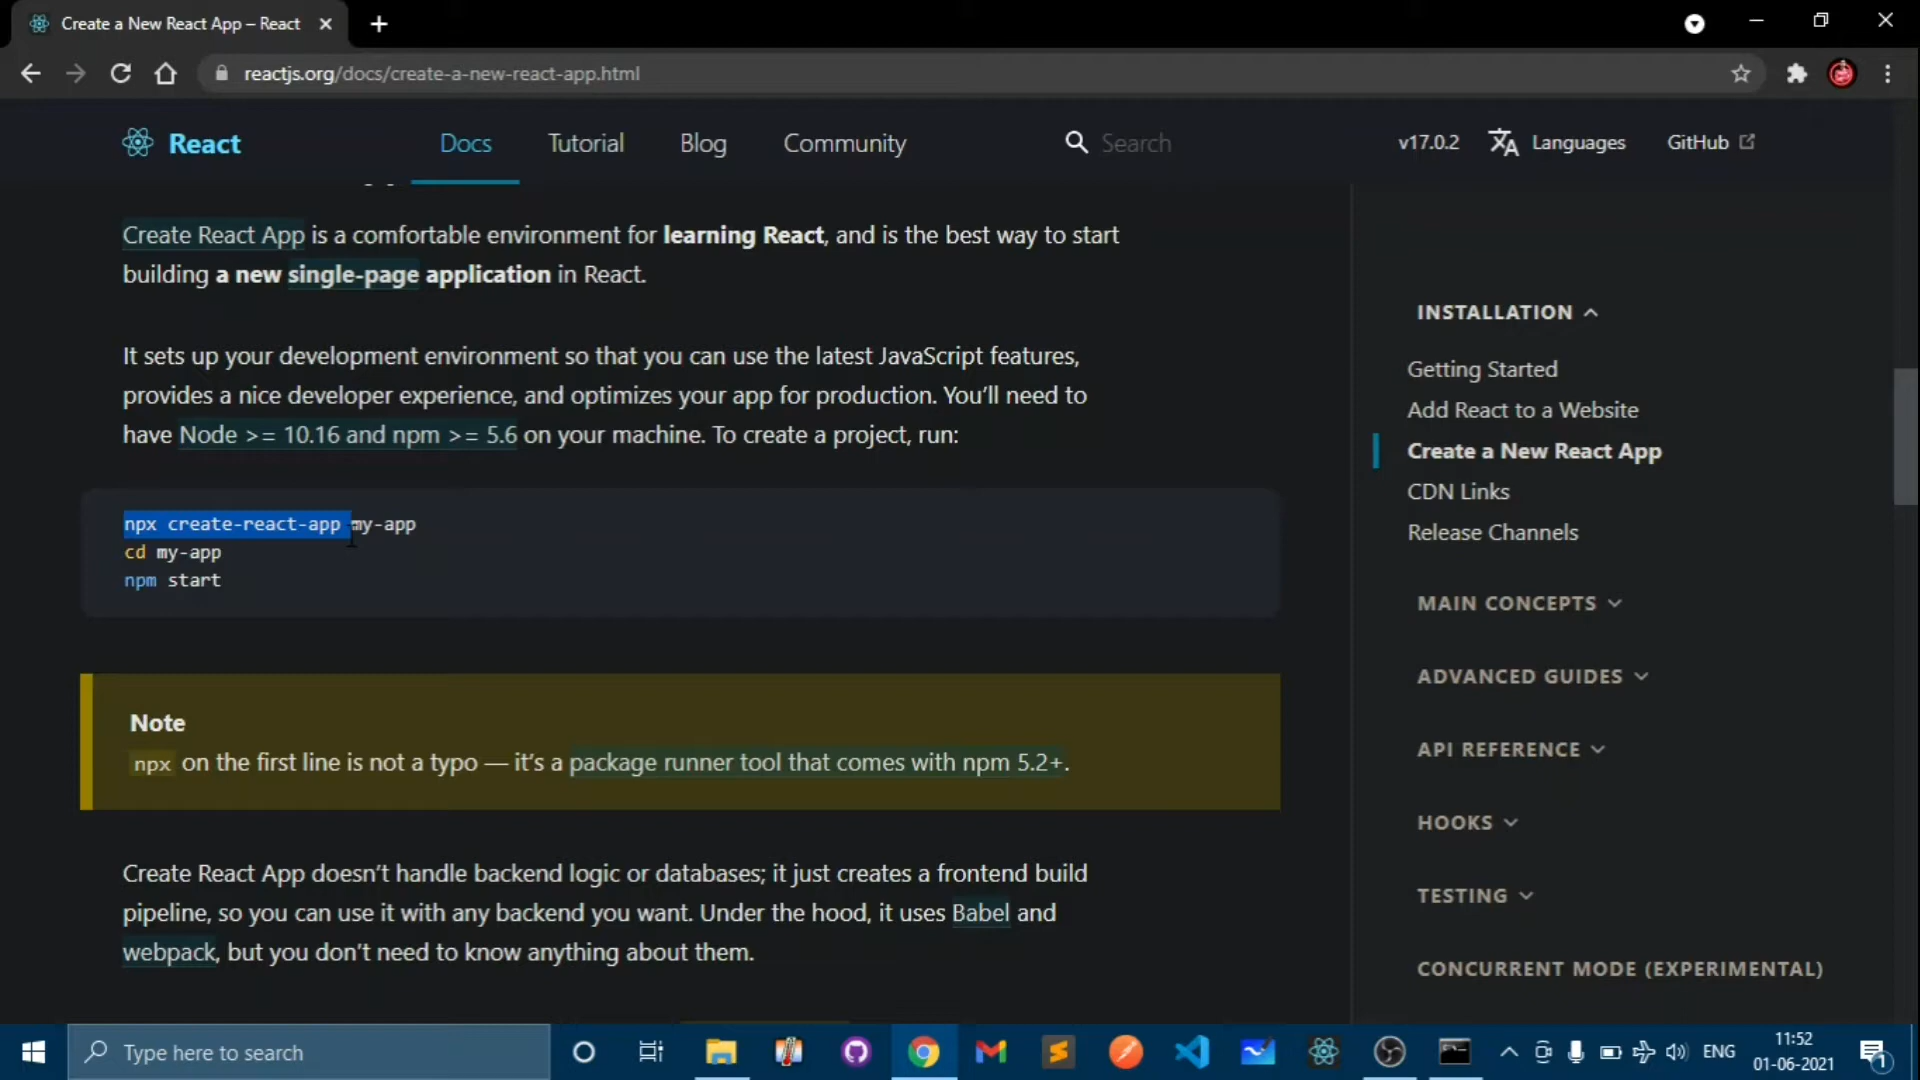 Create a New React App – React
reactjs.org/docs/create-a-new-react-app.html
React
Docs
Tutorial
Blog
Community
Search
v17.0.2
Languages
GitHub
Create React App is a comfortable environment for learning React, and is the best way to start
building a new single-page application in React.
It sets up your development environment so that you can use the latest JavaScript features,
provides a nice developer experience, and optimizes your app for production. You’ll need to
have Node >= 10.16 and npm >= 5.6 on your machine. To create a project, run:
npx create-react-app my-app
cd my-app
npm start
Note
npx on the first line is not a typo — it’s a package runner tool that comes with npm 5.2+.
Create React App doesn’t handle backend logic or databases; it just creates a frontend build
pipeline, so you can use it with any backend you want. Under the hood, it uses Babel and
webpack, but you don’t need to know anything about them.
INSTALLATION
Getting Started
Add React to a Website
Create a New React App
CDN Links
Release Channels
MAIN CONCEPTS
ADVANCED GUIDES
API REFERENCE
HOOKS
TESTING
CONCURRENT MODE (EXPERIMENTAL)
Type here to search
ENG
11:52
01-06-2021
1